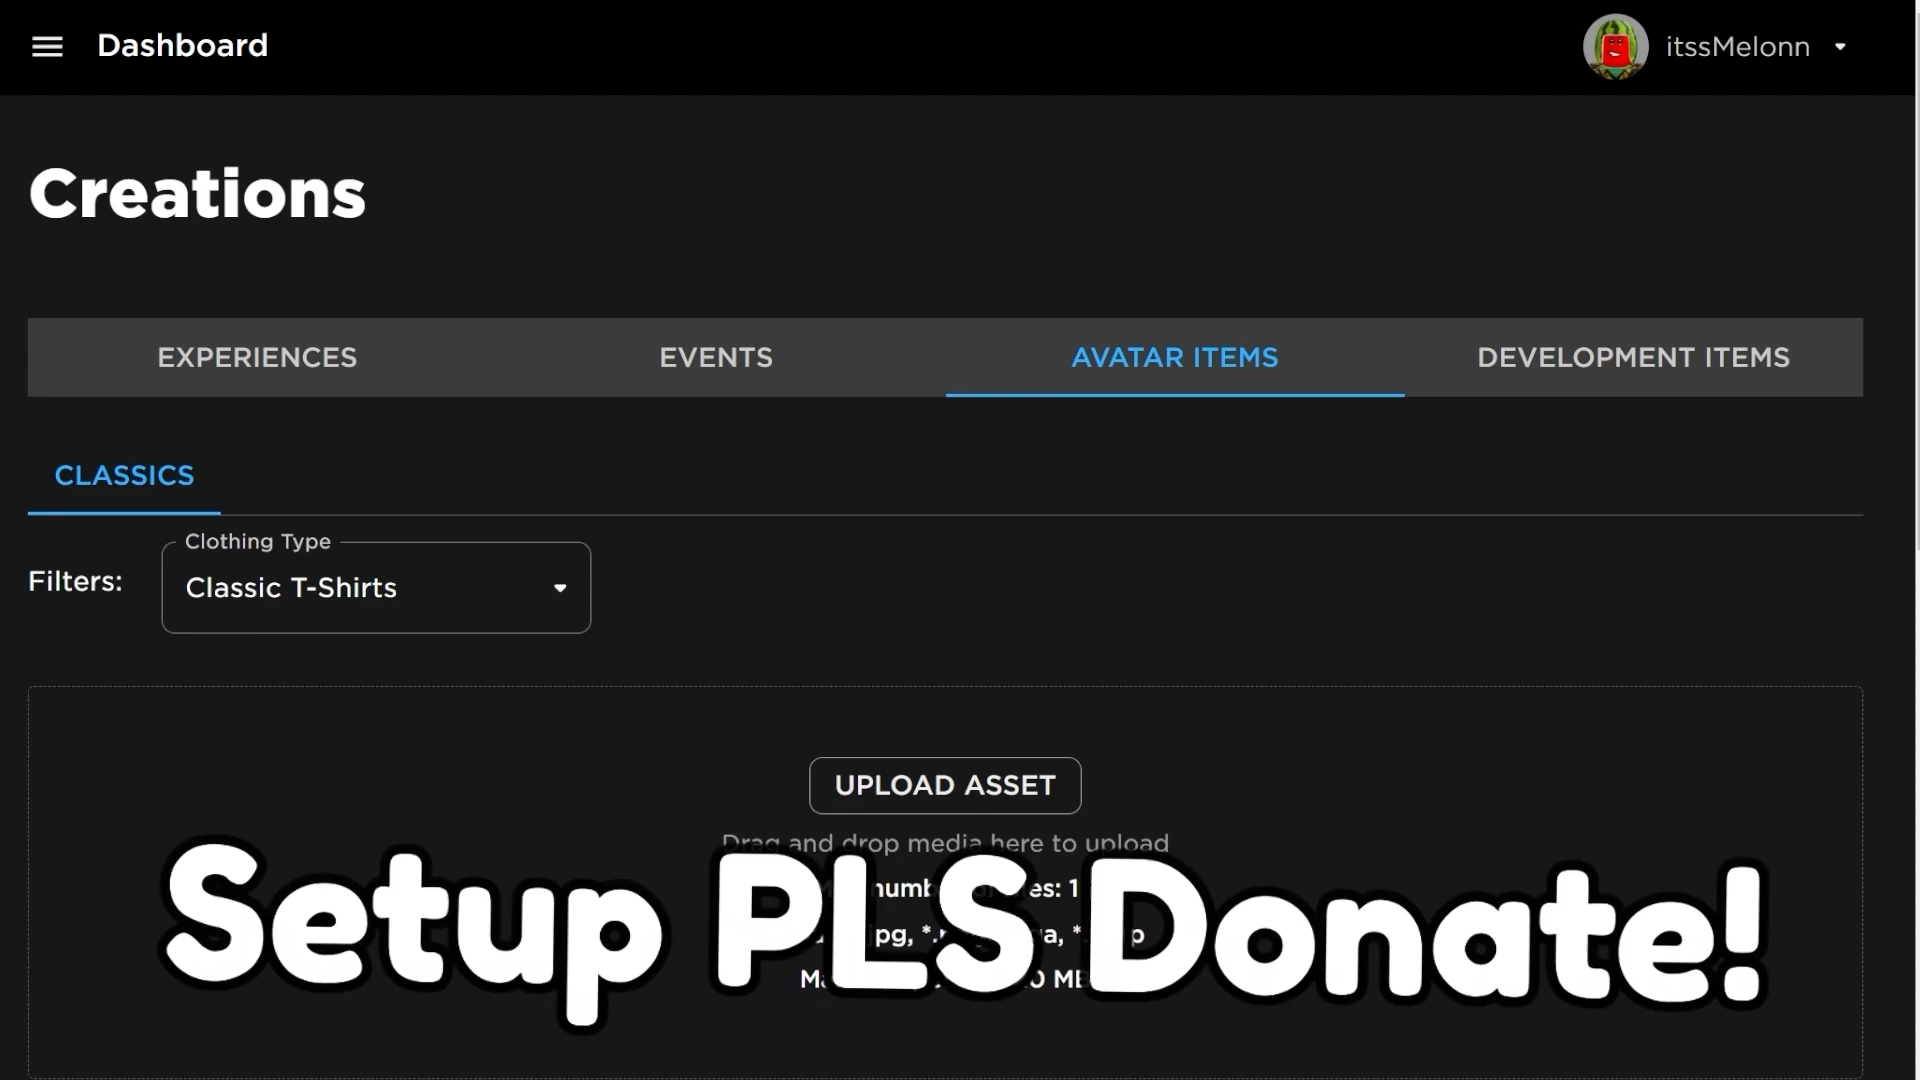 Dashboard
itssMelonn
Creations
EXPERIENCES
EVENTS
AVATAR ITEMS
DEVELOPMENT ITEMS
CLASSICS
Clothing Type
Filters:
Classic T-Shirts
UPLOAD ASSET
Drag and drop media here to upload
1
Setup PLS Donate!